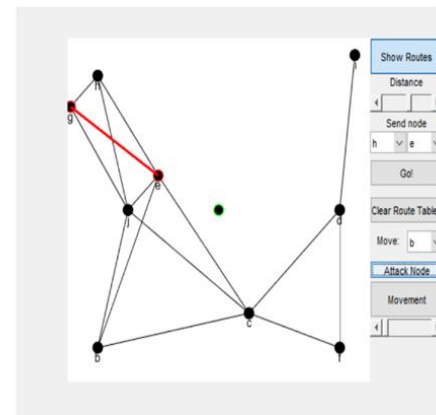 Show Routes
h
Distance
g
Send node
h e
e
Go!
j
d
Clear Route Table
Move: b
Attack Node
Movement
c
b
f